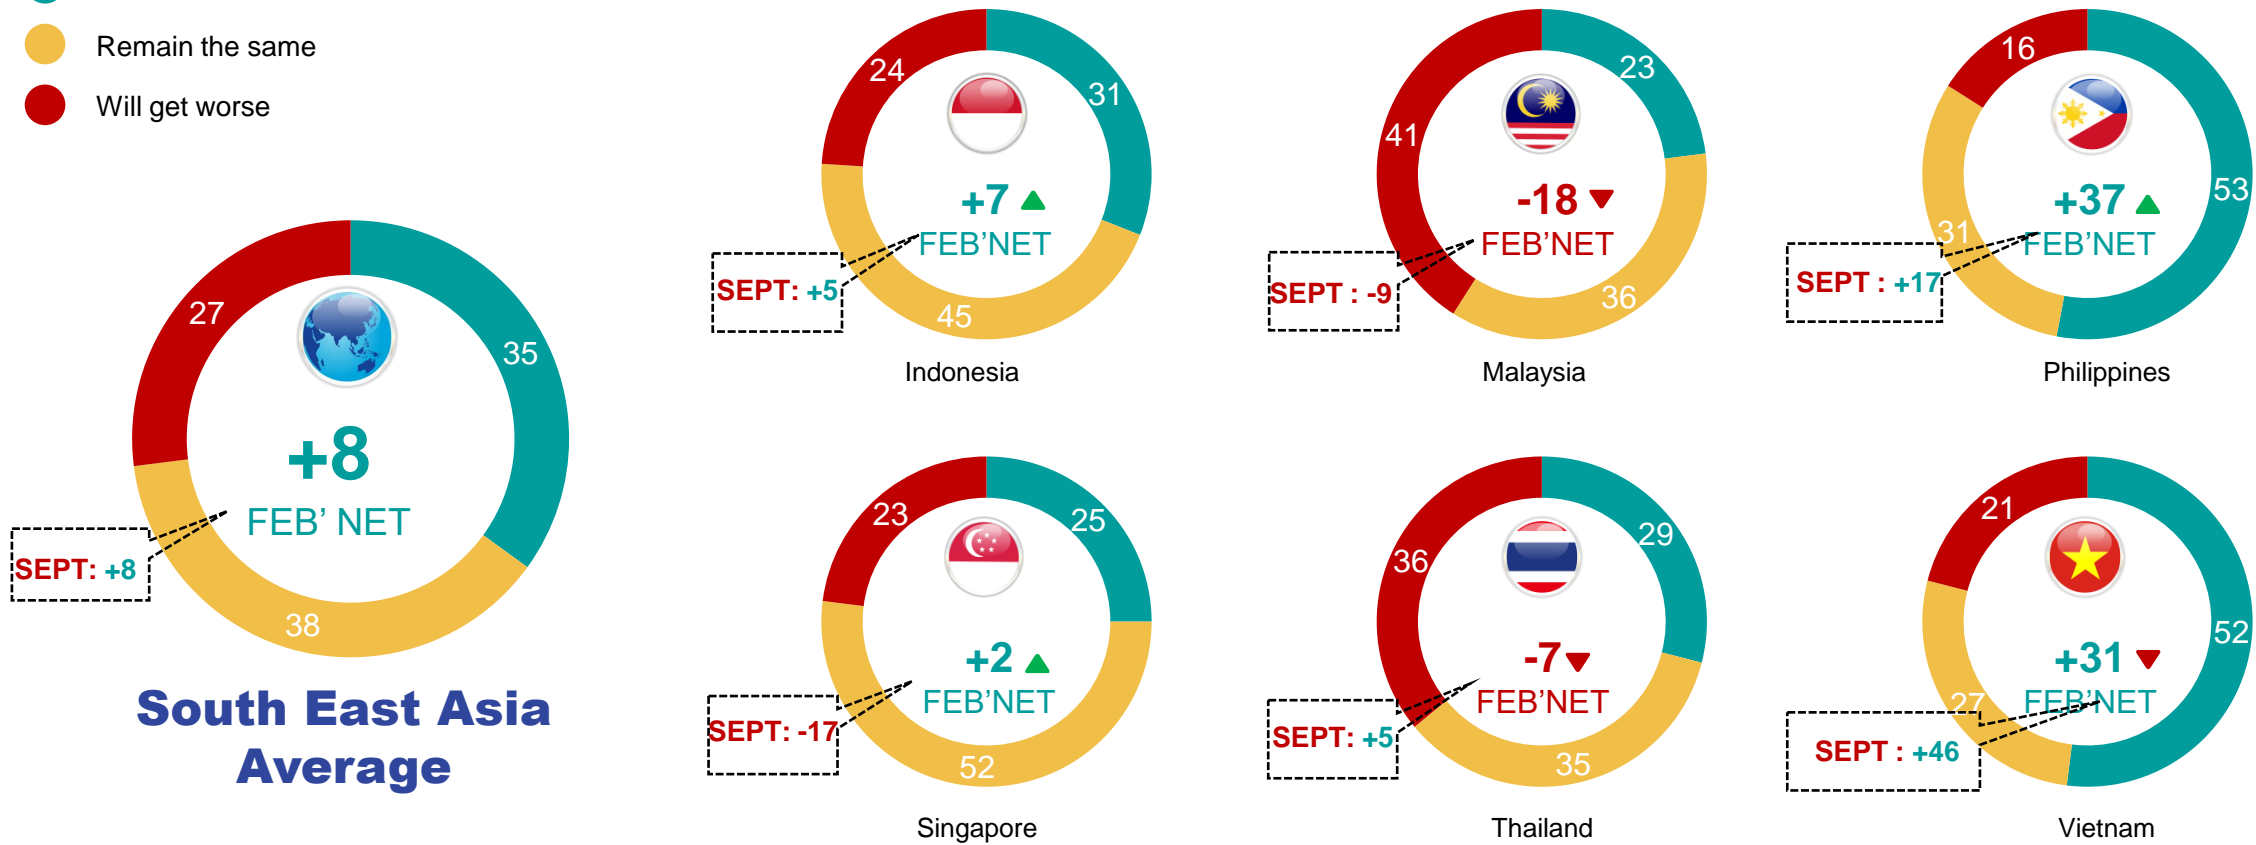 Remain the same
Will get worse
27
35
38
+8
FEB’ NET
SEPT: +8
South East Asia
Average
24
31
45
+7
FEB’NET
SEPT: +5
Indonesia
23
41
36
-18
FEB’NET
SEPT : -9
Malaysia
16
53
31
+37
FEB’NET
SEPT : +17
Philippines
23
25
52
+2
FEB’NET
SEPT: -17
Singapore
29
36
35
-7
FEB’NET
SEPT: +5
Thailand
21
52
27
+31
FEB’NET
SEPT : +46
Vietnam